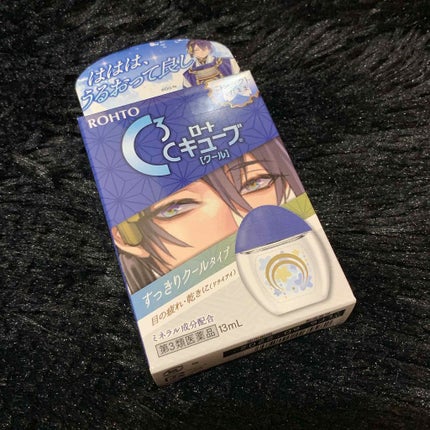 ははは、
うるおって良し
ROHTO
C³
ロート
Cキューブ®
[クール]
すっきりクールタイプ
目の疲れ・乾きに(ドライアイ)
ミネラル成分配合
第3類医薬品 13mL